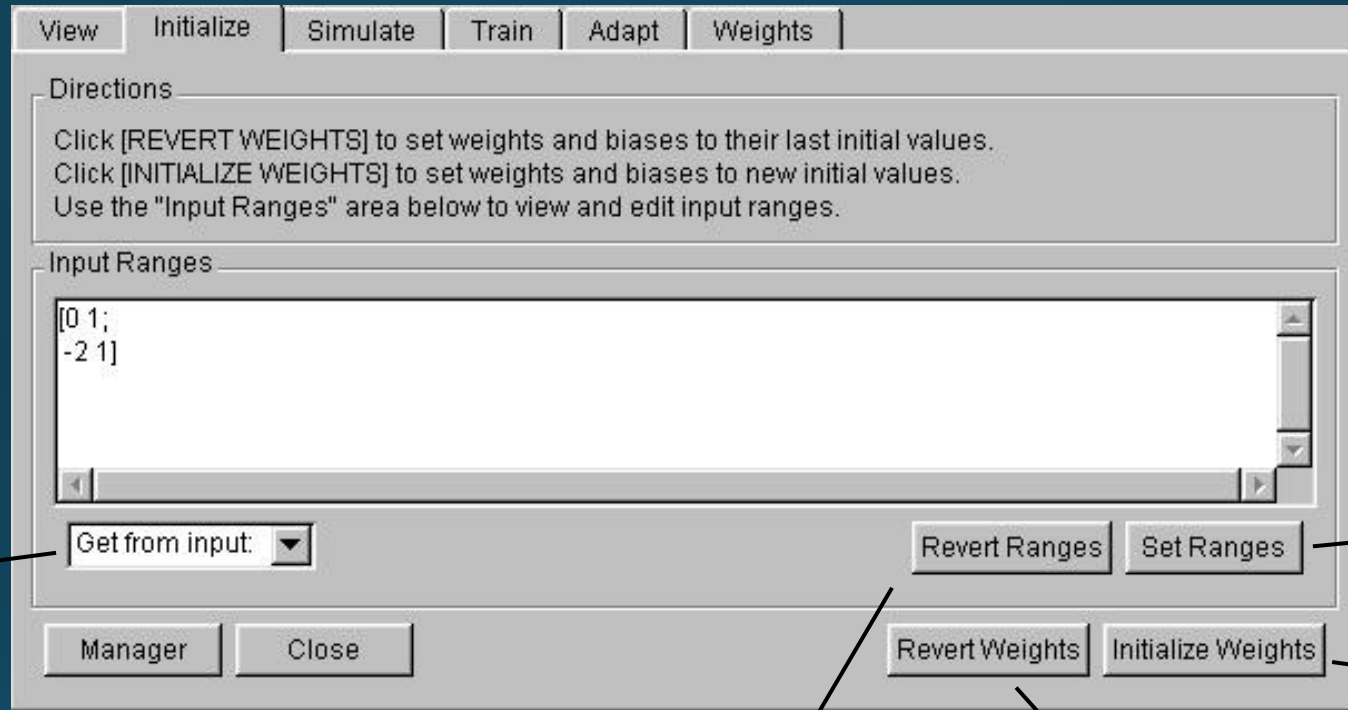 View Initialize Simulate Train Adapt Weights
Directions
Click [REVERT WEIGHTS] to set weights and biases to their last initial values.
Click [INITIALIZE WEIGHTS] to set weights and biases to new initial values.
Use the "Input Ranges" area below to view and edit input ranges.
Input Ranges
[0 1;
-2 1]
Get from input: Revert Ranges Set Ranges
Manager Close Revert Weights Initialize Weights